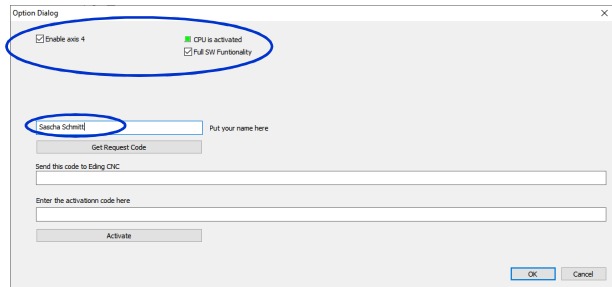 Option Dialog
Enable axis 4
CPU is activated
Full SW Funtionality
Sascha Schmitt
Put your name here
Get Request Code
Send this code to Eding CNC
Enter the activationn code here
Activate
OK
Cancel